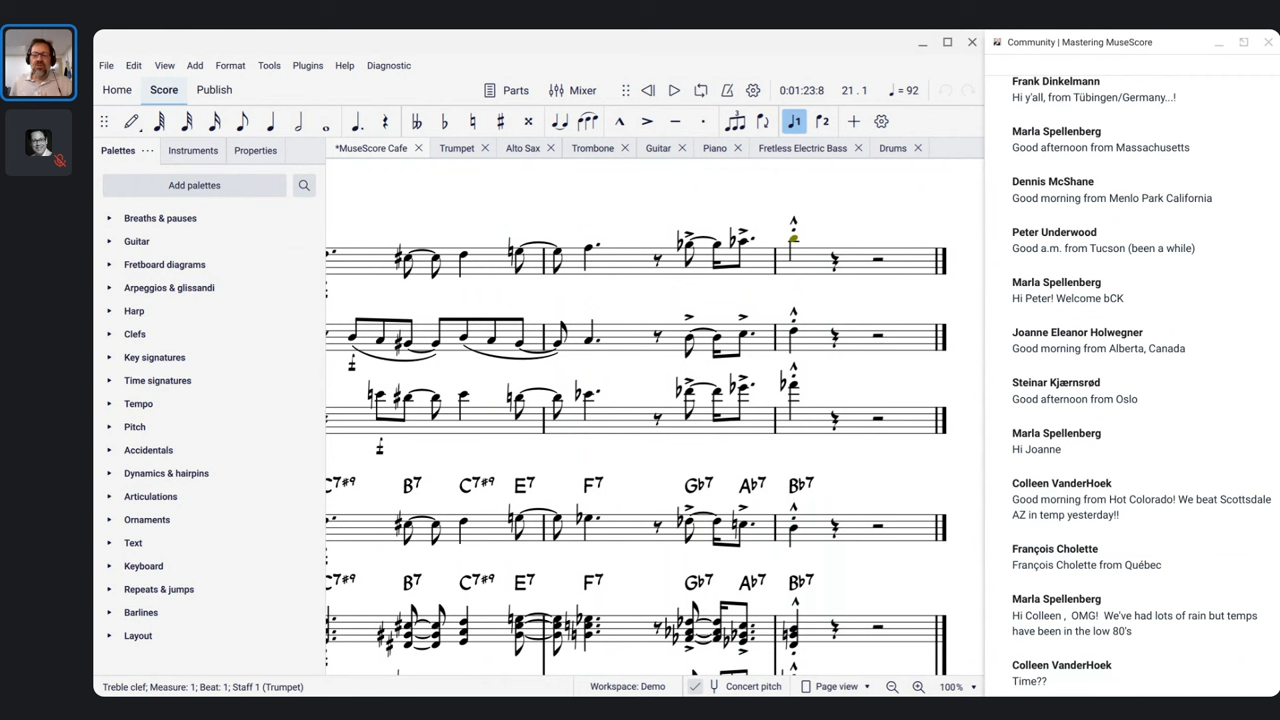 Community | Mastering MuseScore
File Edit View Add Format Tools Plugins Help Diagnostic
Home Score Publish Parts Mixer 0:01:23:8 21 . 1 = 92
1 2
Palettes Instruments Properties
*MuseScore Cafe Trumpet Alto Sax Trombone Guitar Piano Fretless Electric Bass Drums
Add palettes
Breaths & pauses
Guitar
Fretboard diagrams
Arpeggios & glissandi
Harp
Clefs
Key signatures
Time signatures
Tempo
Pitch
Accidentals
Dynamics & hairpins
Articulations
Ornaments
Text
Keyboard
Repeats & jumps
Barlines
Layout
C7#9 B7 C7#9 E7 F7 Gb7 Ab7 Bb7
C7#9 B7 C7#9 E7 F7 Gb7 Ab7 Bb7
Treble clef; Measure: 1; Beat: 1; Staff 1 (Trumpet) Workspace: Demo Concert pitch Page view 100%
Frank Dinkelmann
Hi y'all, from Tübingen/Germany...!
Marla Spellenberg
Good afternoon from Massachusetts
Dennis McShane
Good morning from Menlo Park California
Peter Underwood
Good a.m. from Tucson (been a while)
Marla Spellenberg
Hi Peter! Welcome bCK
Joanne Eleanor Holwegner
Good morning from Alberta, Canada
Steinar Kjærnsrød
Good afternoon from Oslo
Marla Spellenberg
Hi Joanne
Colleen VanderHoek
Good morning from Hot Colorado! We beat Scottsdale
AZ in temp yesterday!!
François Cholette
François Cholette from Québec
Marla Spellenberg
Hi Colleen , OMG! We've had lots of rain but temps
have been in the low 80's
Colleen VanderHoek
Time??